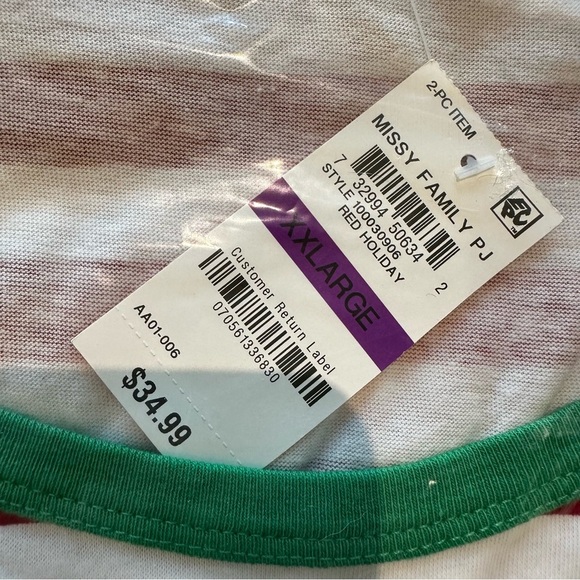 2-PC ITEM
MISSY FAMILY PJ
7 32994 50634 2
STYLE 100030906
RED HOLIDAY
XXLARGE
Customer Return Label
070561336830
AA01-006
$34.99